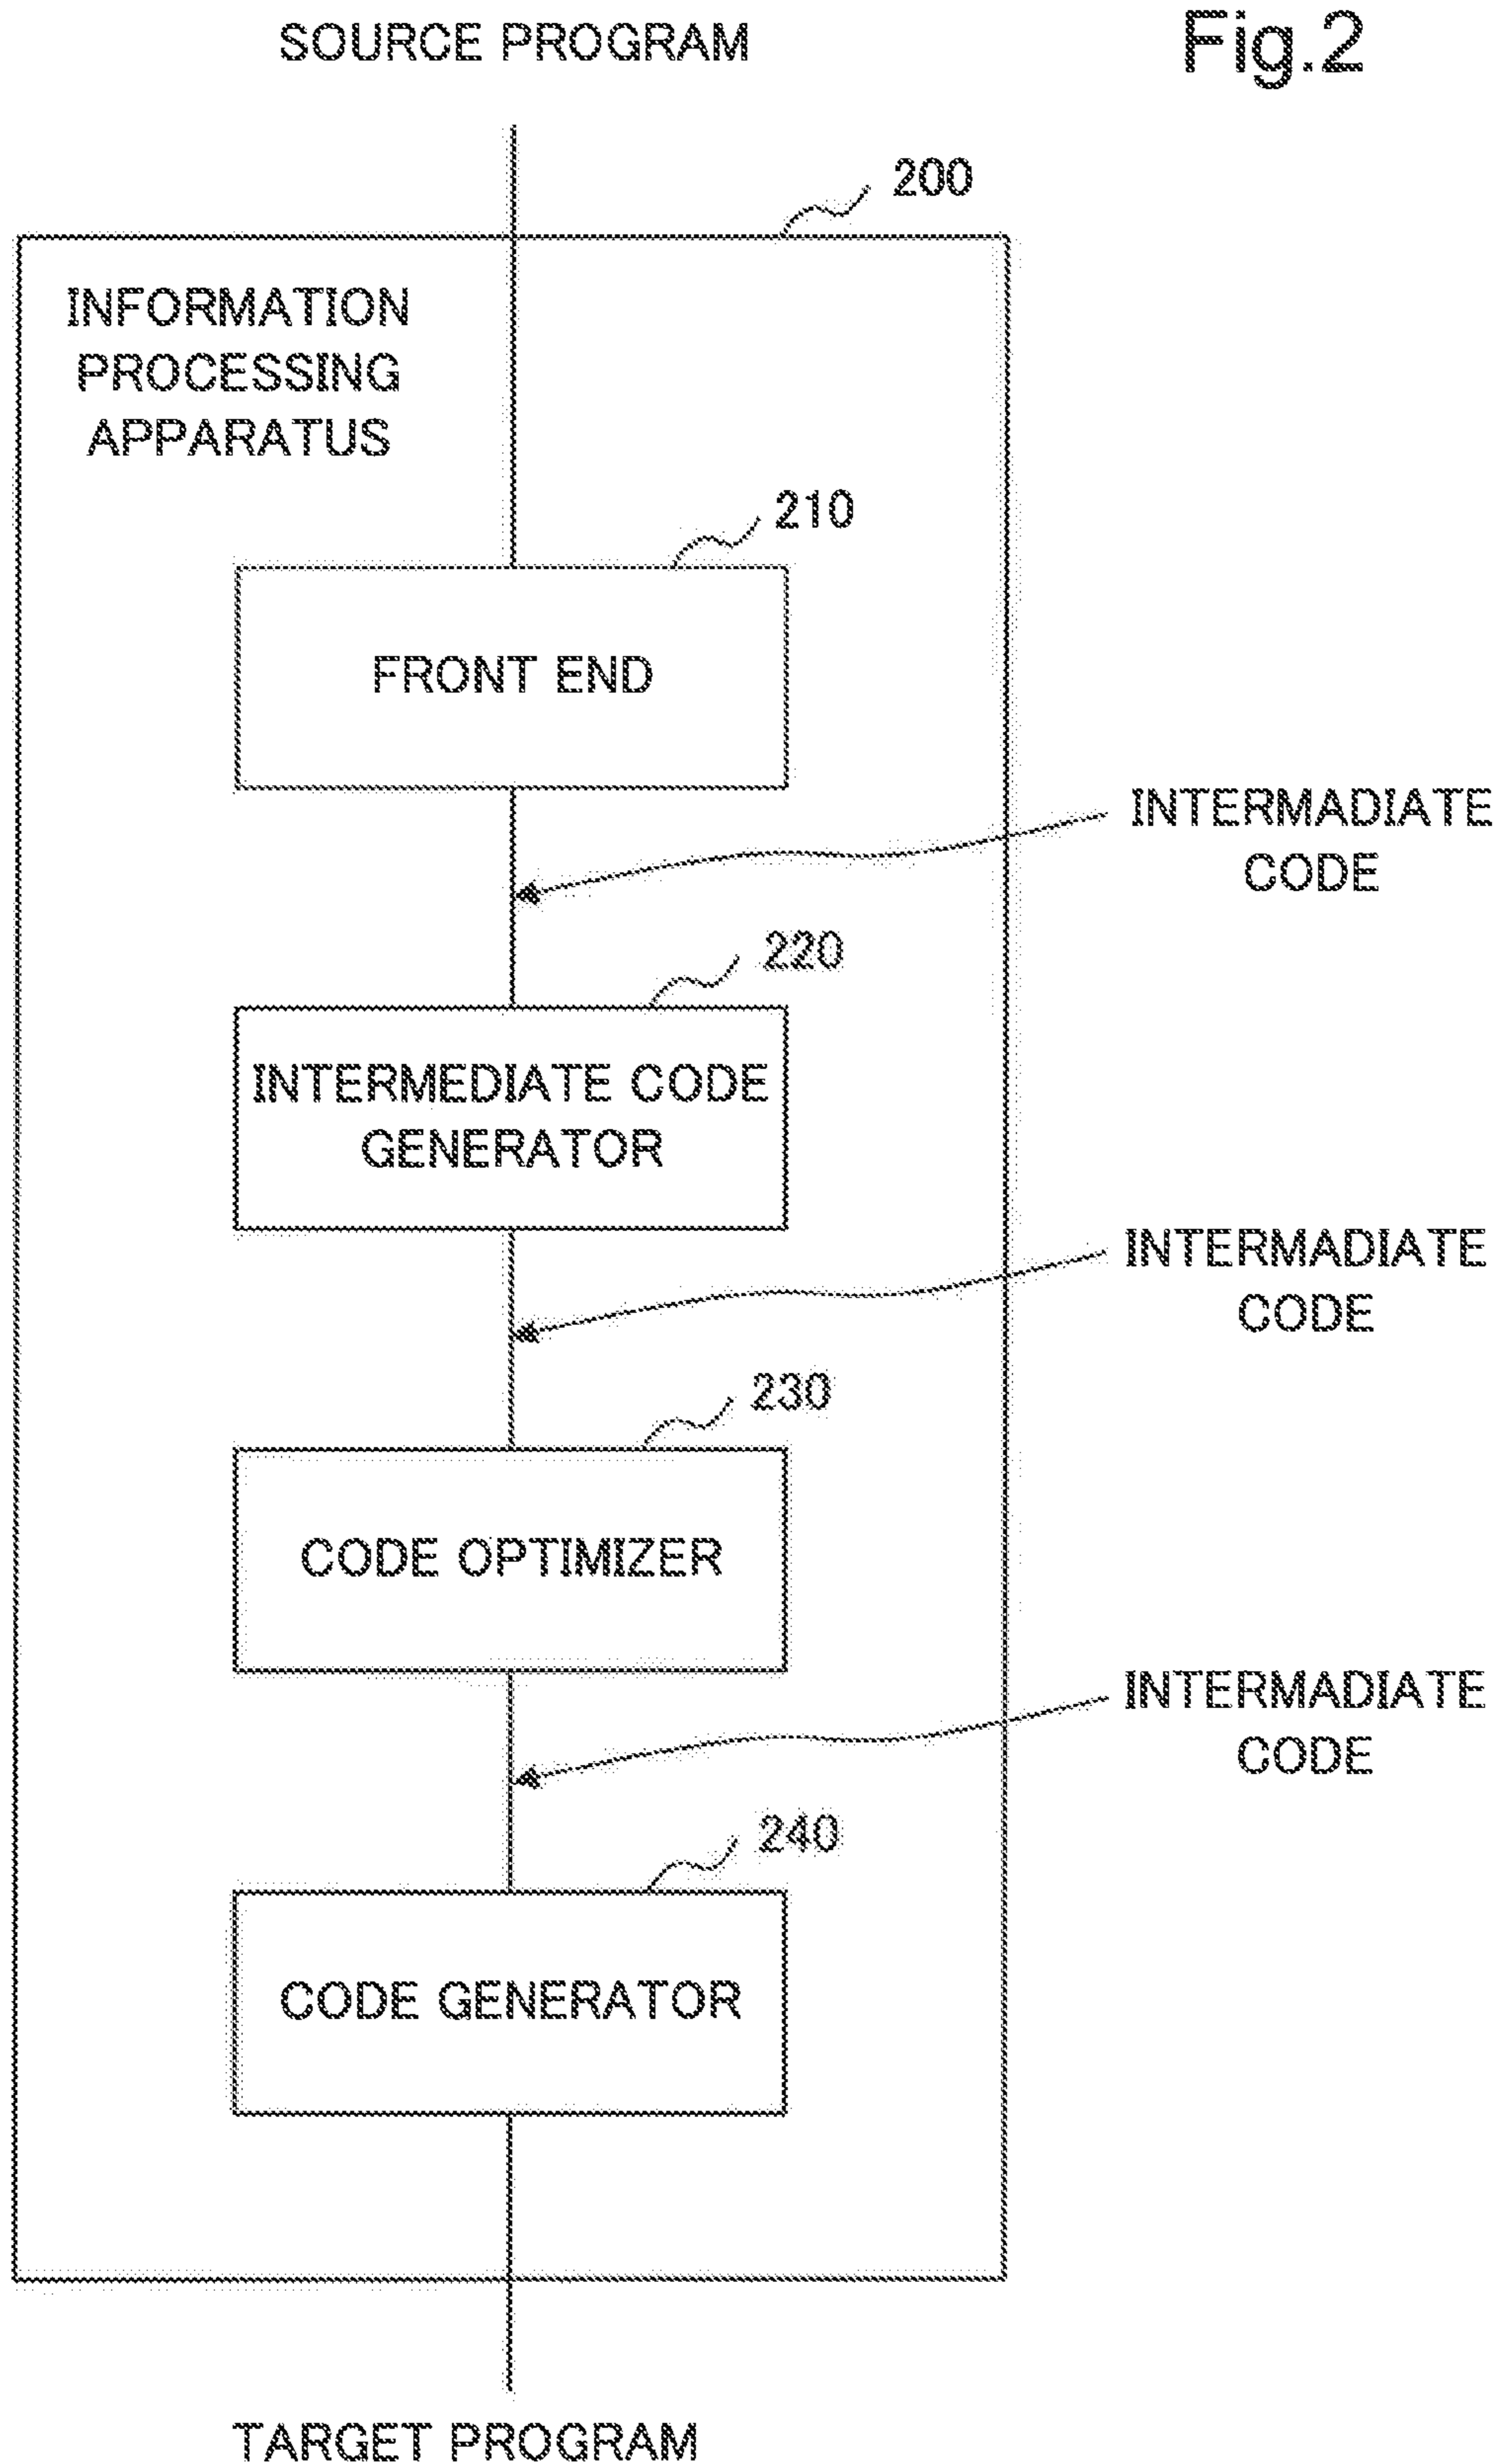 SOURCE PROGRAM
Fig.2
200
INFORMATION
PROCESSING
APPARATUS
210
FRONT END
INTERMADIATE
CODE
220
INTERMEDIATE CODE
GENERATOR
INTERMADIATE
CODE
230
CODE OPTIMIZER
INTERMADIATE
CODE
240
CODE GENERATOR
TARGET PROGRAM